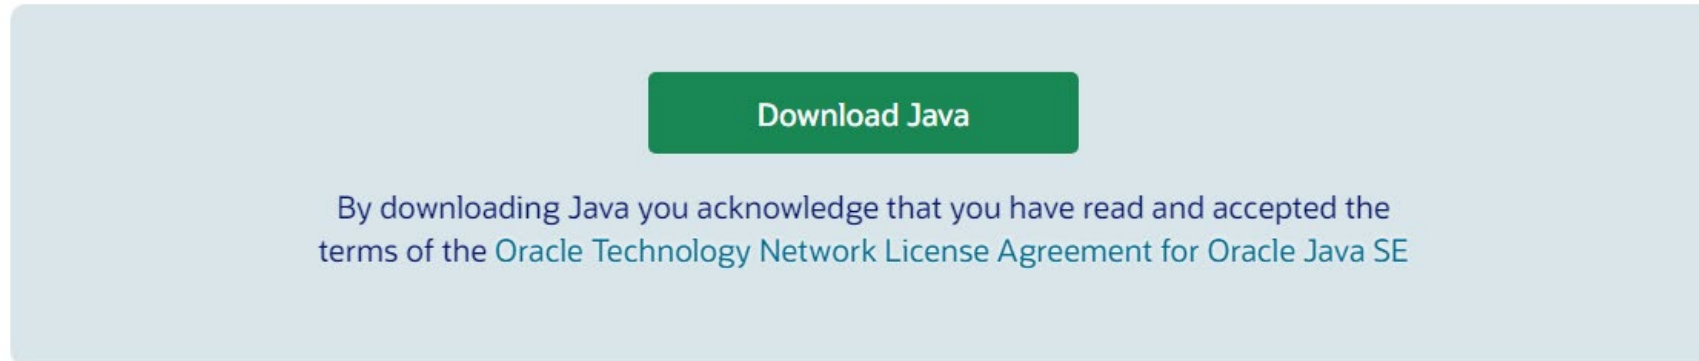 Download Java
By downloading Java you acknowledge that you have read and accepted the
terms of the Oracle Technology Network License Agreement for Oracle Java SE